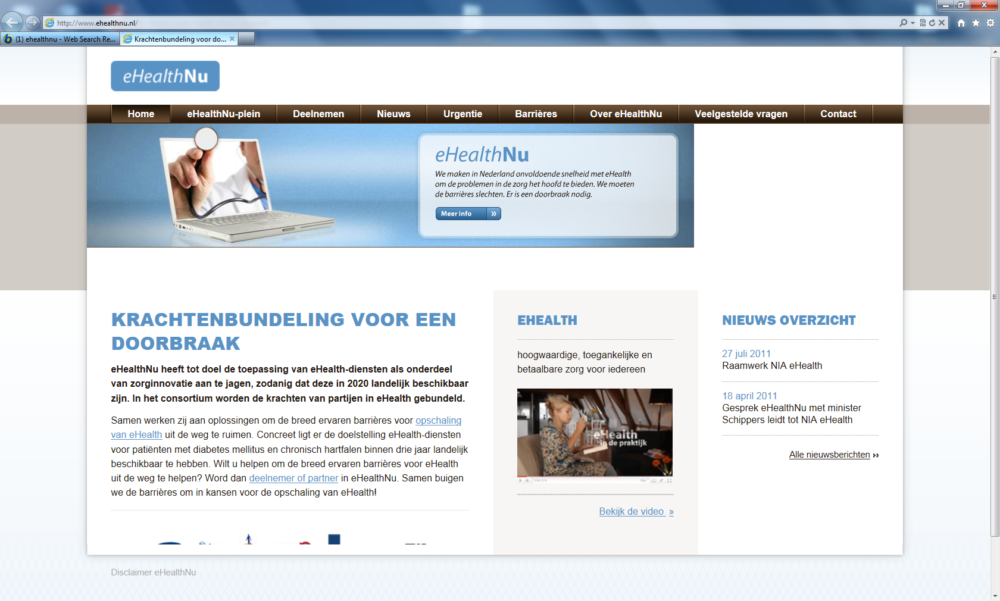 http://www.ehealthnu.nl/
(1) ehealthnu - Web Search Re...
Krachtenbundeling voor do...
eHealthNu
Home
eHealthNu-plein
Deelnemen
Nieuws
Urgentie
Barrières
Over eHealthNu
Veelgestelde vragen
Contact
eHealthNu
We maken in Nederland onvoldoende snelheid met eHealth
om de problemen in de zorg het hoofd te bieden. We moeten
de barrières slechten. Er is een doorbraak nodig.
Meer info »
KRACHTENBUNDELING VOOR EEN
DOORBRAAK
eHealthNu heeft tot doel de toepassing van eHealth-diensten als onderdeel
van zorginnovatie aan te jagen, zodanig dat deze in 2020 landelijk beschikbaar
zijn. In het consortium worden de krachten van partijen in eHealth gebundeld.
Samen werken zij aan oplossingen om de breed ervaren barrières voor opschaling
van eHealth uit de weg te ruimen. Concreet ligt er de doelstelling eHealth-diensten
voor patiënten met diabetes mellitus en chronisch hartfalen binnen drie jaar landelijk
beschikbaar te hebben. Wilt u helpen om de breed ervaren barrières voor eHealth
uit de weg te helpen? Word dan deelnemer of partner in eHealthNu. Samen buigen
we de barrières om in kansen voor de opschaling van eHealth!
EHEALTH
hoogwaardige, toegankelijke en
betaalbare zorg voor iedereen
eHealth
in de praktijk
Bekijk de video »
NIEUWS OVERZICHT
27 juli 2011
Raamwerk NIA eHealth
18 april 2011
Gesprek eHealthNu met minister
Schippers leidt tot NIA eHealth
Alle nieuwsberichten »
Disclaimer eHealthNu